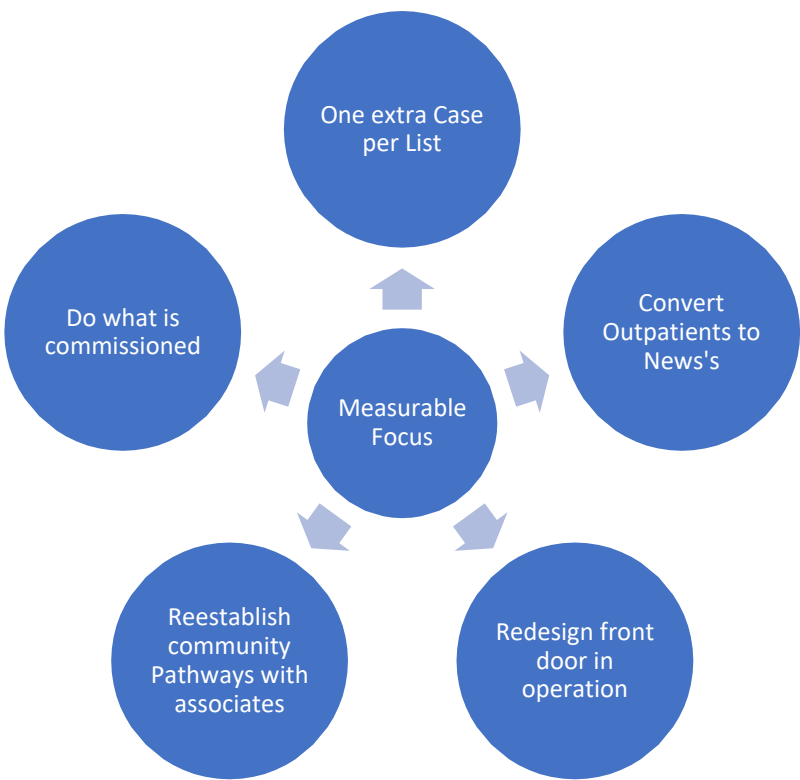 One extra Case
per List
Convert
Outpatients to
News's
Redesign front
door in
operation
Reestablish
community
Pathways with
associates
Do what is
commissioned
Measurable
Focus